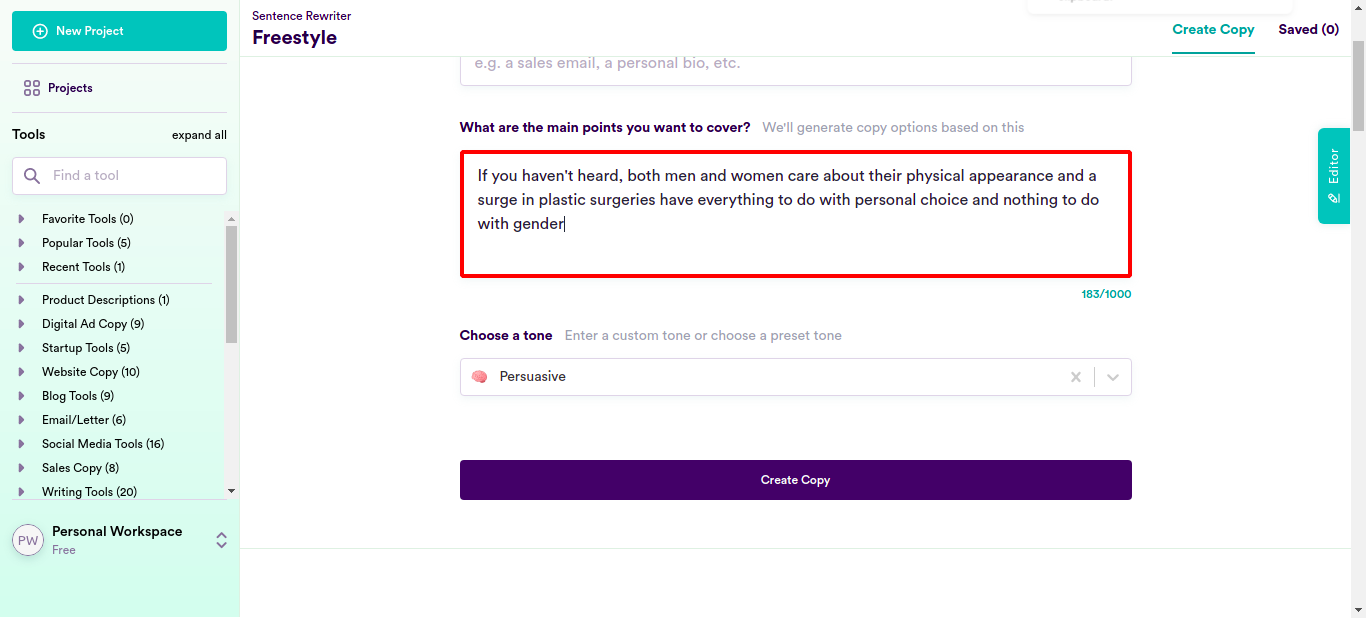 New Project
Projects
Tools
expand all
Find a tool
Favorite Tools (0)
Popular Tools (5)
Recent Tools (1)
Product Descriptions (1)
Digital Ad Copy (9)
Startup Tools (5)
Website Copy (10)
Blog Tools (9)
Email/Letter (6)
Social Media Tools (16)
Sales Copy (8)
Writing Tools (20)
PW
Personal Workspace
Free
Sentence Rewriter
Freestyle
Create Copy
Saved (0)
e.g. a sales email, a personal bio, etc.
What are the main points you want to cover? We'll generate copy options based on this
If you haven't heard, both men and women care about their physical appearance and a
surge in plastic surgeries have everything to do with personal choice and nothing to do
with gender
183/1000
Choose a tone Enter a custom tone or choose a preset tone
Persuasive
Create Copy
Editor